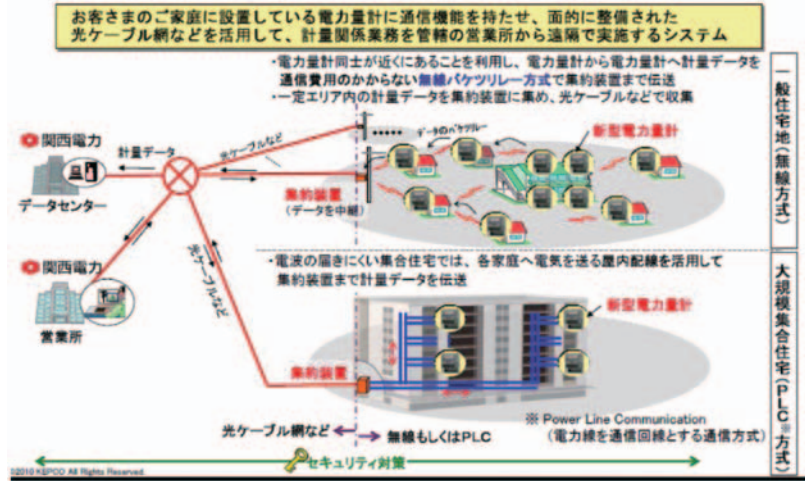 お客さまのご家庭に設置している電力量計に通信機能を持たせ、面的に整備された
光ケーブル網などを活用して、計量関係業務を管轄の営業所から遠隔で実施するシステム
・電力量計同士が近くにあることを利用し、電力量計から電力量計へ計量データを
通信費用のかからない無線バケツリレー方式で集約装置まで伝送
・一定エリア内の計量データを集約装置に集め、光ケーブルなどで収集
一般住宅地(無線方式)
光ケーブルなど
データのバケツリレー
新型電力量計
関西電力
計量データ
データセンター
集約装置
(データを中継)
関西電力
営業所
光ケーブルなど
・電波の届きにくい集合住宅では、各家庭へ電気を送る屋内配線を活用して
集約装置まで計量データを伝送
大規模集合住宅(PLC※方式)
新型電力量計
集約装置
光ケーブル網など
無線もしくはPLC
※ Power Line Communication
(電力線を通信回線とする通信方式)
セキュリティ対策
©2010 KEPCO All Rights Reserved.